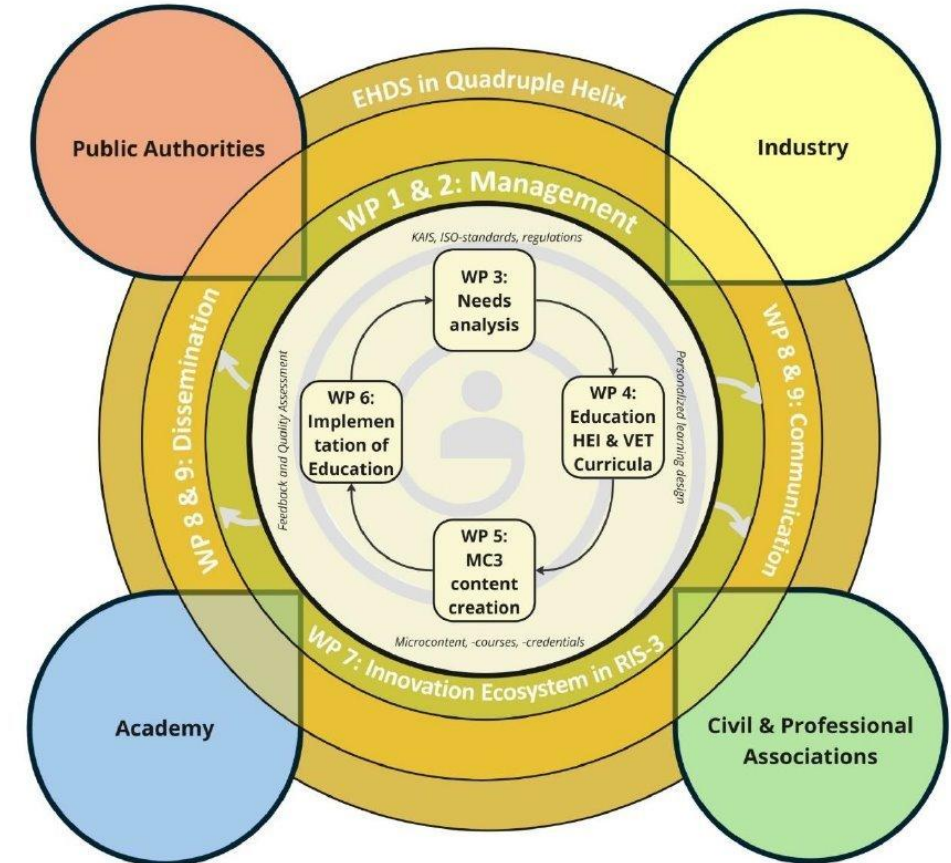 EHDS in Quadruple Helix
Public Authorities
Industry
WP 1 & 2: Management
KAIS, ISO-standards, regulations
WP 3:
Needs
analysis
WP 8 & 9: Dissemination
Feedback and Quality Assessment
WP 6:
Implemen
tation of
Education
WP 4:
Education
HEI & VET
Curricula
Personalized learning design
WP 8 & 9: Communication
WP 5:
MC3
content
creation
Microcontent, -courses, -credentials
WP 7: Innovation Ecosystem in RIS-3
Academy
Civil & Professional
Associations